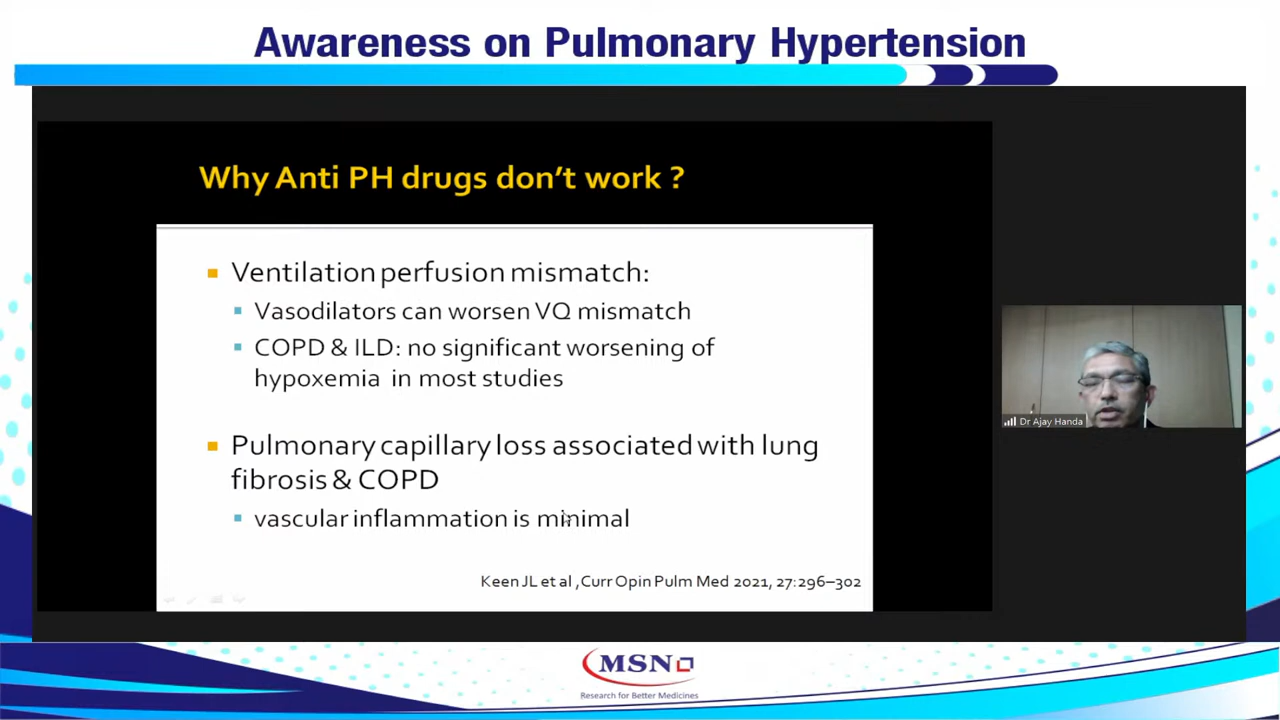 Awareness on Pulmonary Hypertension
Why Anti PH drugs don’t work ?
Ventilation perfusion mismatch:
Vasodilators can worsen VQ mismatch
COPD & ILD: no significant worsening of
hypoxemia in most studies
Pulmonary capillary loss associated with lung
fibrosis & COPD
vascular inflammation is minimal
Keen JL et al ,Curr Opin Pulm Med 2021, 27:296–302
Dr Ajay Handa
MSN
Research for Better Medicines